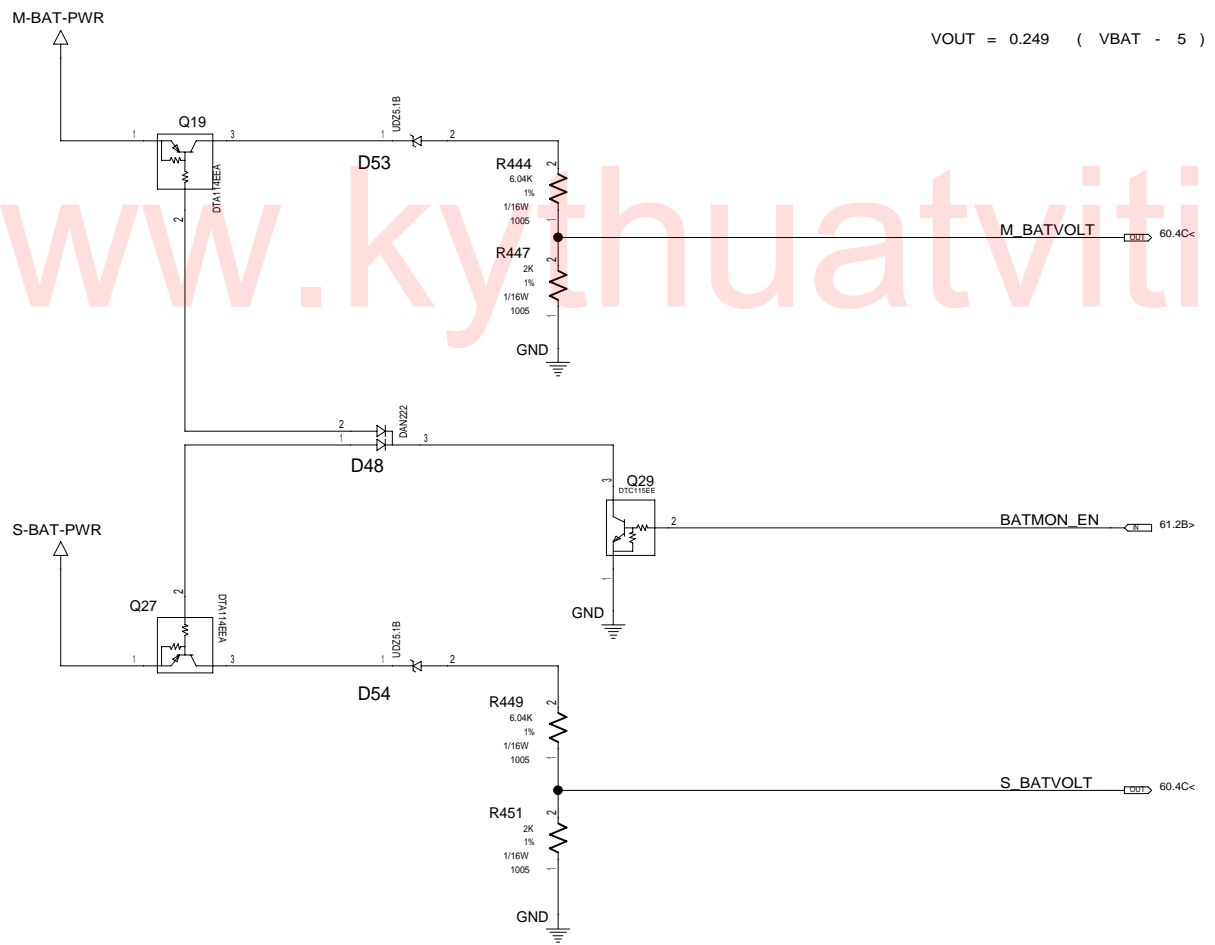 M-BAT-PWR
VOUT = 0.249 ( VBAT - 5 )
Q19
1
3
2
DTA114EEA
UDZ5.1B
1
2
D53
R444
6.04K
1%
1/16W
1005
2
1
M_BATVOLT
OUT
60.4C<
R447
2K
1%
1/16W
1005
2
1
GND
www.kythuatviti
2
1
3
DAN222
D48
Q29
DTC115EE
3
2
1
BATMON_EN
IN
61.2B>
GND
S-BAT-PWR
Q27
2
DTA114EEA
1
3
UDZ5.1B
1
2
D54
R449
6.04K
1%
1/16W
1005
2
1
S_BATVOLT
OUT
60.4C<
R451
2K
1%
1/16W
1005
2
1
GND